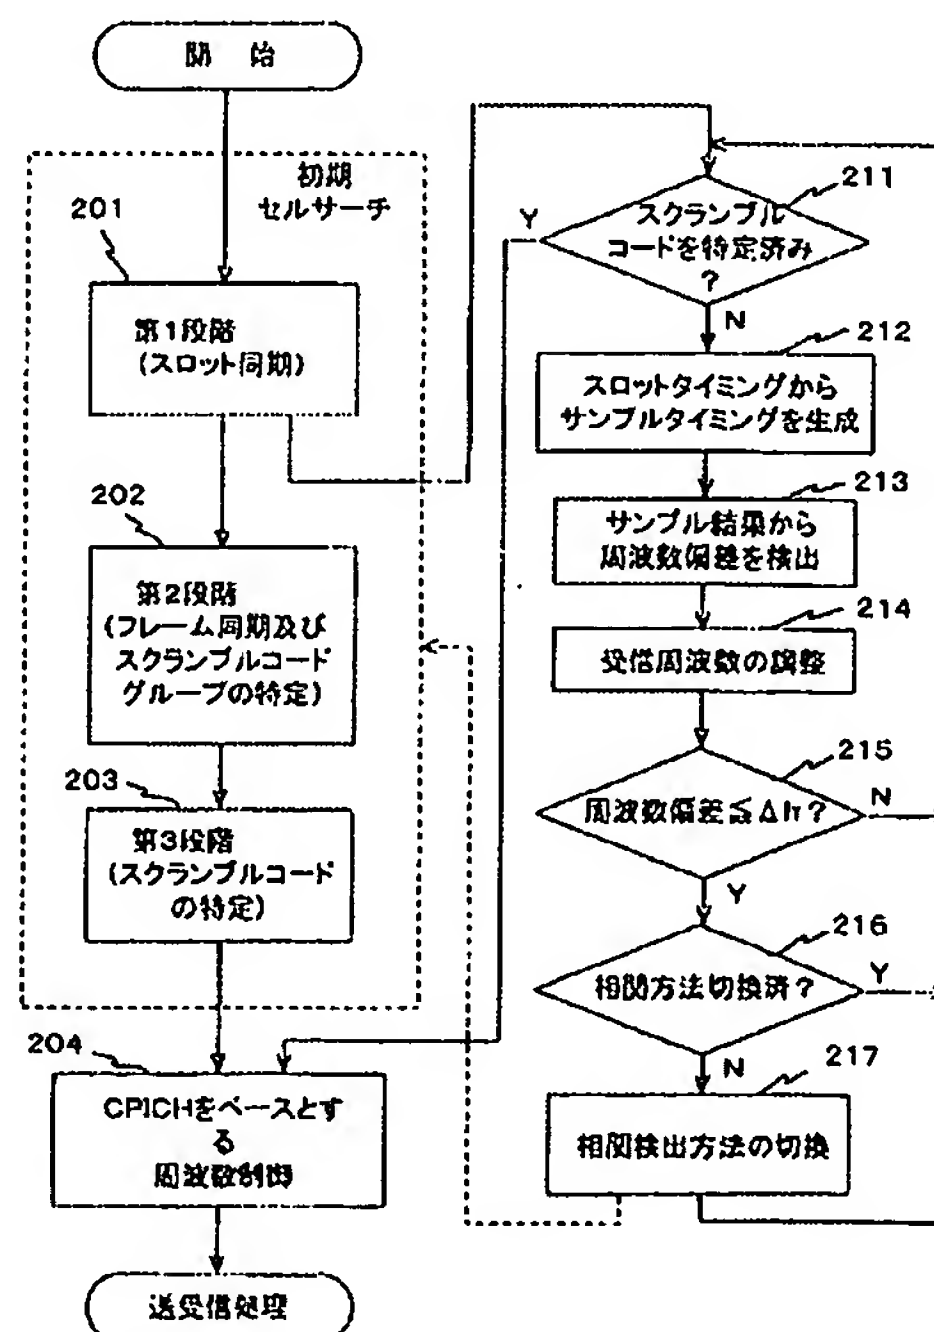 開 始
初期
セルサーチ
201
第1段階
(スロット同期)
202
第2段階
(フレーム同期及び
スクランブルコード
グループの特定)
203
第3段階
(スクランブルコード
の特定)
204
CPICHをベースとす
る
周波数制御
送受信処理
211
スクランブル
コードを特定済み
?
Y
N
212
スロットタイミングから
サンプルタイミングを生成
213
サンプル結果から
周波数偏差を検出
214
受信周波数の調整
215
周波数偏差≦Δfr?
N
Y
216
相関方法切換済?
Y
N
217
相関検出方法の切換